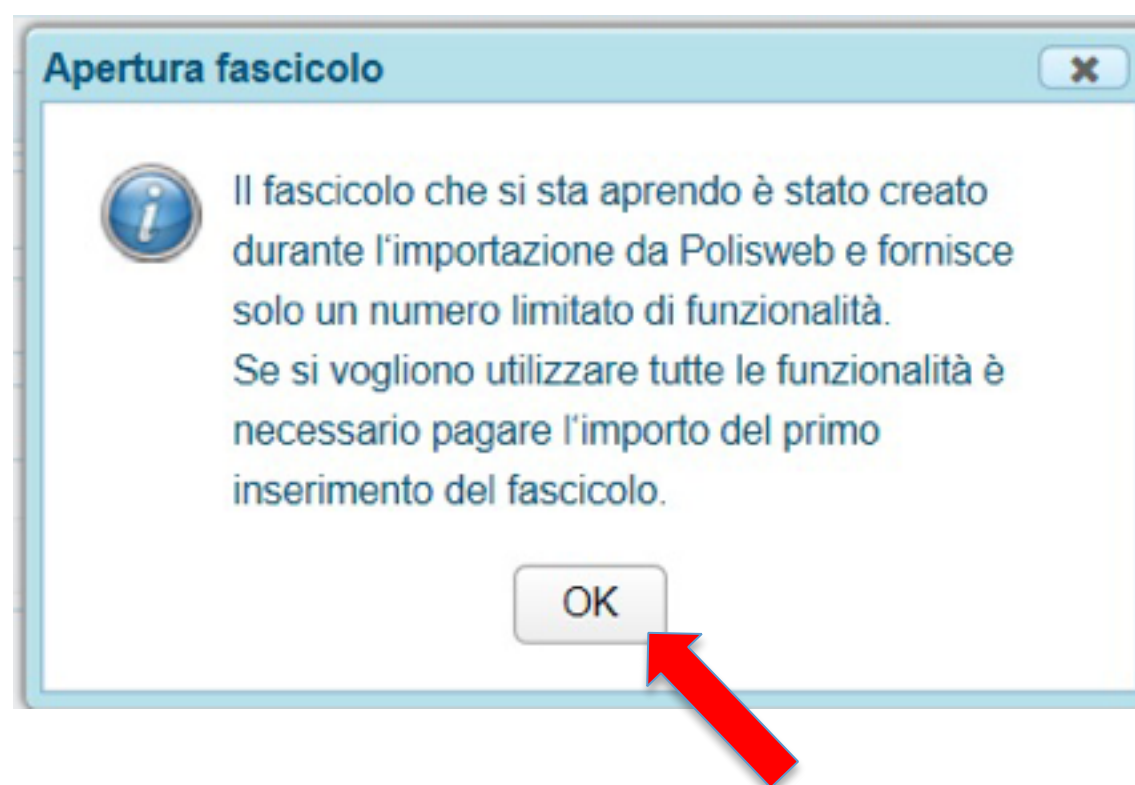 Apertura fascicolo
Il fascicolo che si sta aprendo è stato creato
durante l'importazione da Polisweb e fornisce
solo un numero limitato di funzionalità.
Se si vogliono utilizzare tutte le funzionalità è
necessario pagare l'importo del primo
inserimento del fascicolo.
OK